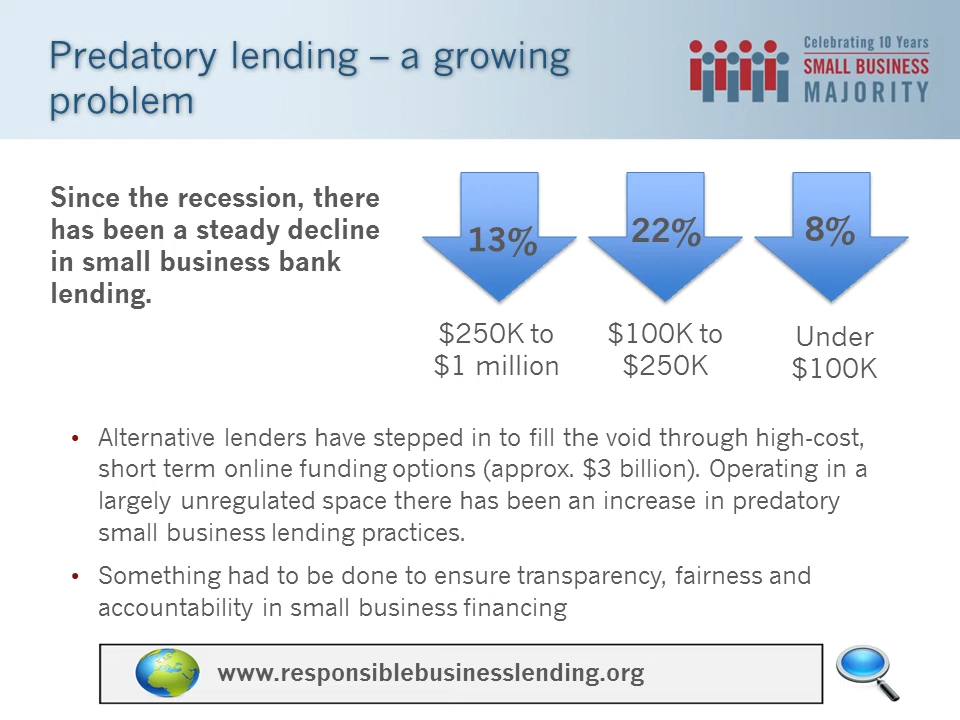 Predatory lending – a growing
problem
Celebrating 10 Years
SMALL BUSINESS
MAJORITY
Since the recession, there
has been a steady decline
in small business bank
lending.
13%
22%
8%
$250K to
$1 million
$100K to
$250K
Under
$100K
• Alternative lenders have stepped in to fill the void through high-cost,
short term online funding options (approx. $3 billion). Operating in a
largely unregulated space there has been an increase in predatory
small business lending practices.
• Something had to be done to ensure transparency, fairness and
accountability in small business financing
www.responsiblebusinesslending.org